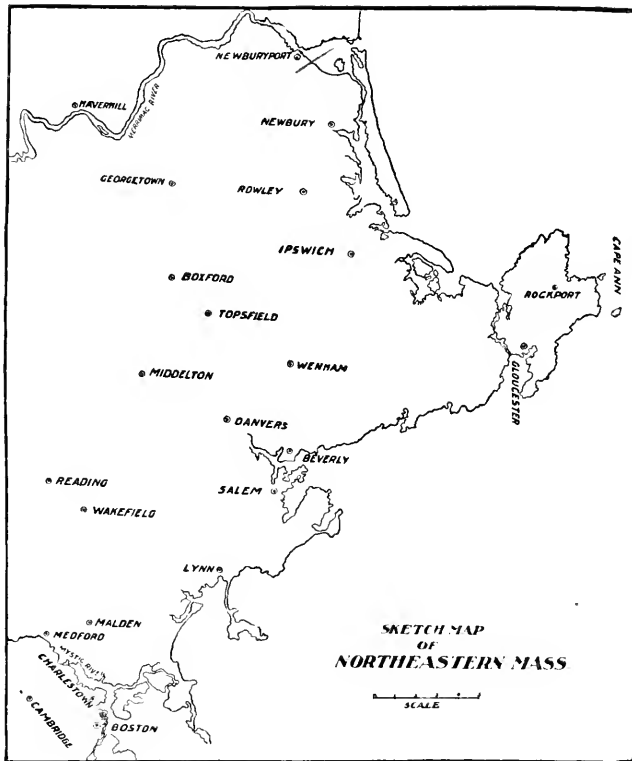 NEWBURYPORT
HAVERHILL
MERRIMAC RIVER
NEWBURY
GEORGETOWN
ROWLEY
IPSWICH
CAPE ANN
BOXFORD
ROCKPORT
TOPSFIELD
WENHAM
MIDDELTON
GLOUCESTER
DANVERS
BEVERLY
READING
SALEM
WAKEFIELD
LYNN
MALDEN
MEDFORD
MYSTIC RIVER
CHARLESTOWN
CAMBRIDGE
BOSTON
SKETCH MAP
OF
NORTHEASTERN MASS
SCALE